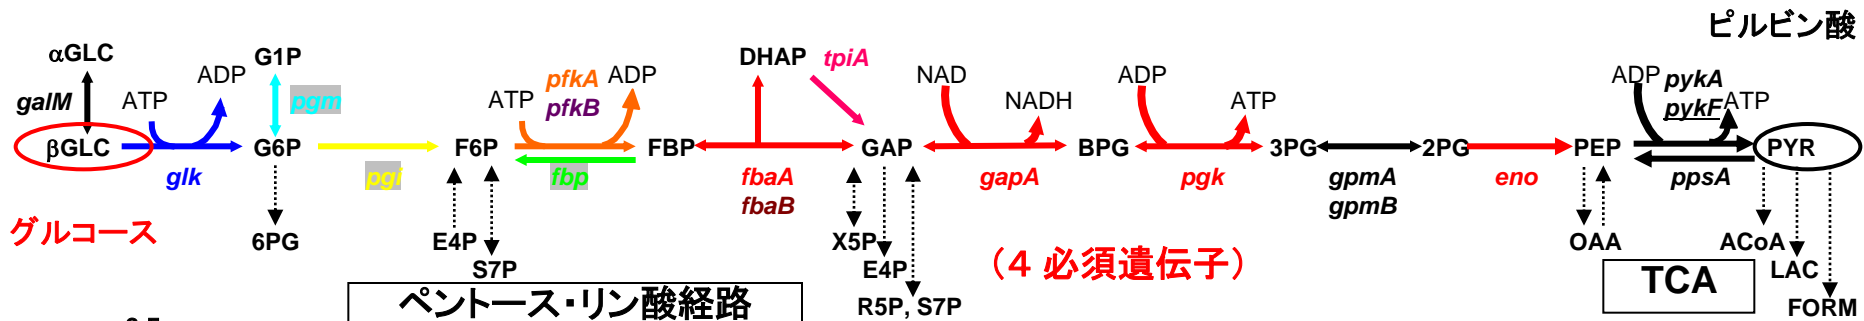 ピルビン酸
αGLC
G1P
DHAP
tpiA
ADP
pfkA
ADP
NAD
ADP
ADP
pykA
galM
ATP
pgm
ATP
pfkB
NADH
ATP
pykF
ATP
βGLC
G6P
F6P
FBP
GAP
BPG
3PG
2PG
PEP
PYR
glk
pgi
fbp
fbaA
gapA
pgk
gpmA
eno
ppsA
fbaB
gpmB
グルコース
6PG
E4P
X5P
OAA
ACoA
S7P
E4P
(4 必須遺伝子)
TCA
LAC
ペントース・リン酸経路
R5P, S7P
FORM